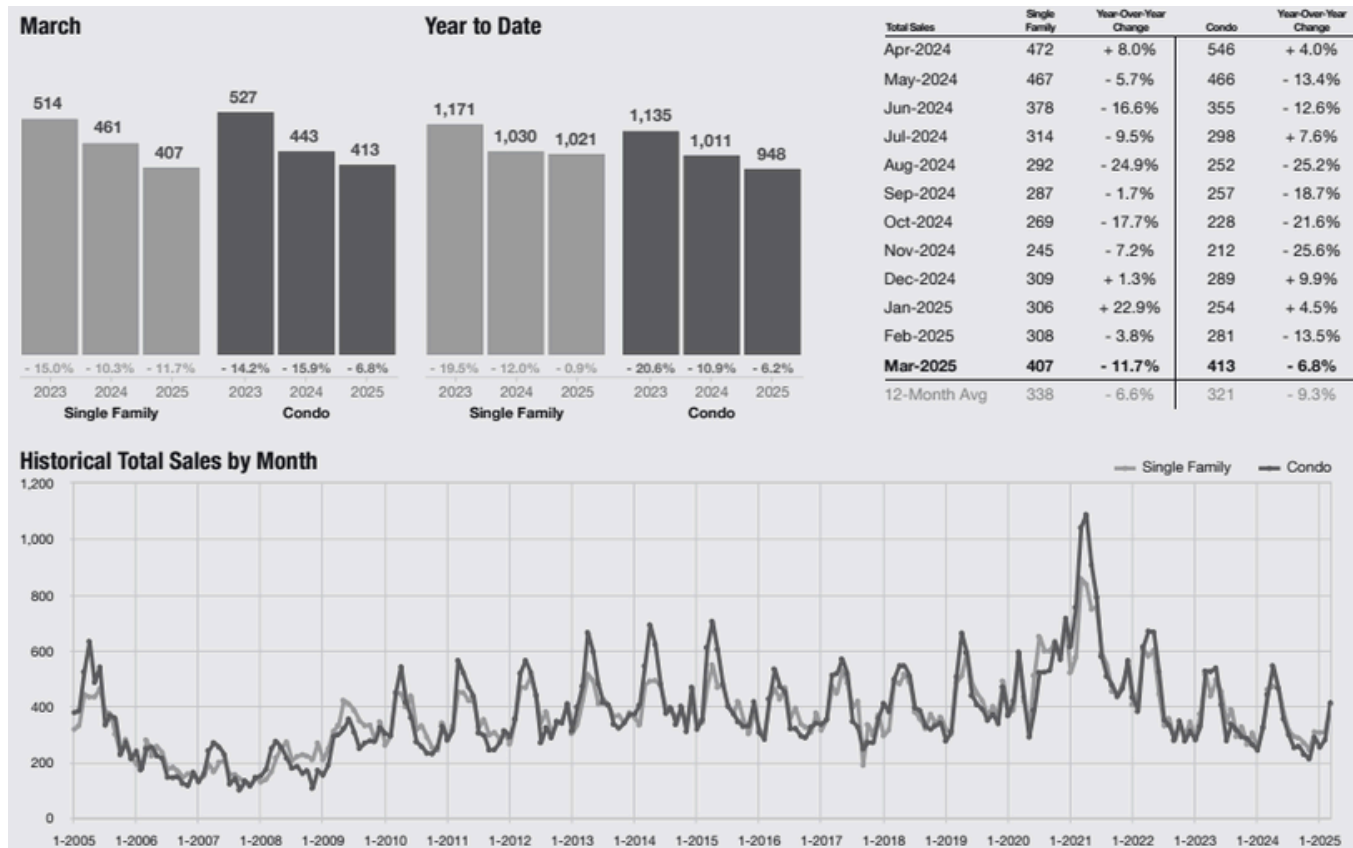 March
514
461
407
527
443
413
- 15.0% - 10.3% - 11.7% - 14.2% - 15.9% - 6.8%
2023 2024 2025 2023 2024 2025
Single Family Condo
Year to Date
1,171
1,030
1,021
1,135
1,011
948
- 19.5% - 12.0% - 0.9% - 20.6% - 10.9% - 6.2%
2023 2024 2025 2023 2024 2025
Single Family Condo
Total Sales Single Family Year-Over-Year Change Condo Year-Over-Year Change
Apr-2024 472 + 8.0% 546 + 4.0%
May-2024 467 - 5.7% 466 - 13.4%
Jun-2024 378 - 16.6% 355 - 12.6%
Jul-2024 314 - 9.5% 298 + 7.6%
Aug-2024 292 - 24.9% 252 - 25.2%
Sep-2024 287 - 1.7% 257 - 18.7%
Oct-2024 269 - 17.7% 228 - 21.6%
Nov-2024 245 - 7.2% 212 - 25.6%
Dec-2024 309 + 1.3% 289 + 9.9%
Jan-2025 306 + 22.9% 254 + 4.5%
Feb-2025 308 - 3.8% 281 - 13.5%
Mar-2025 407 - 11.7% 413 - 6.8%
12-Month Avg 338 - 6.6% 321 - 9.3%
Historical Total Sales by Month
Single Family Condo
1,200
1,000
800
600
400
200
0
1-2005 1-2006 1-2007 1-2008 1-2009 1-2010 1-2011 1-2012 1-2013 1-2014 1-2015 1-2016 1-2017 1-2018 1-2019 1-2020 1-2021 1-2022 1-2023 1-2024 1-2025